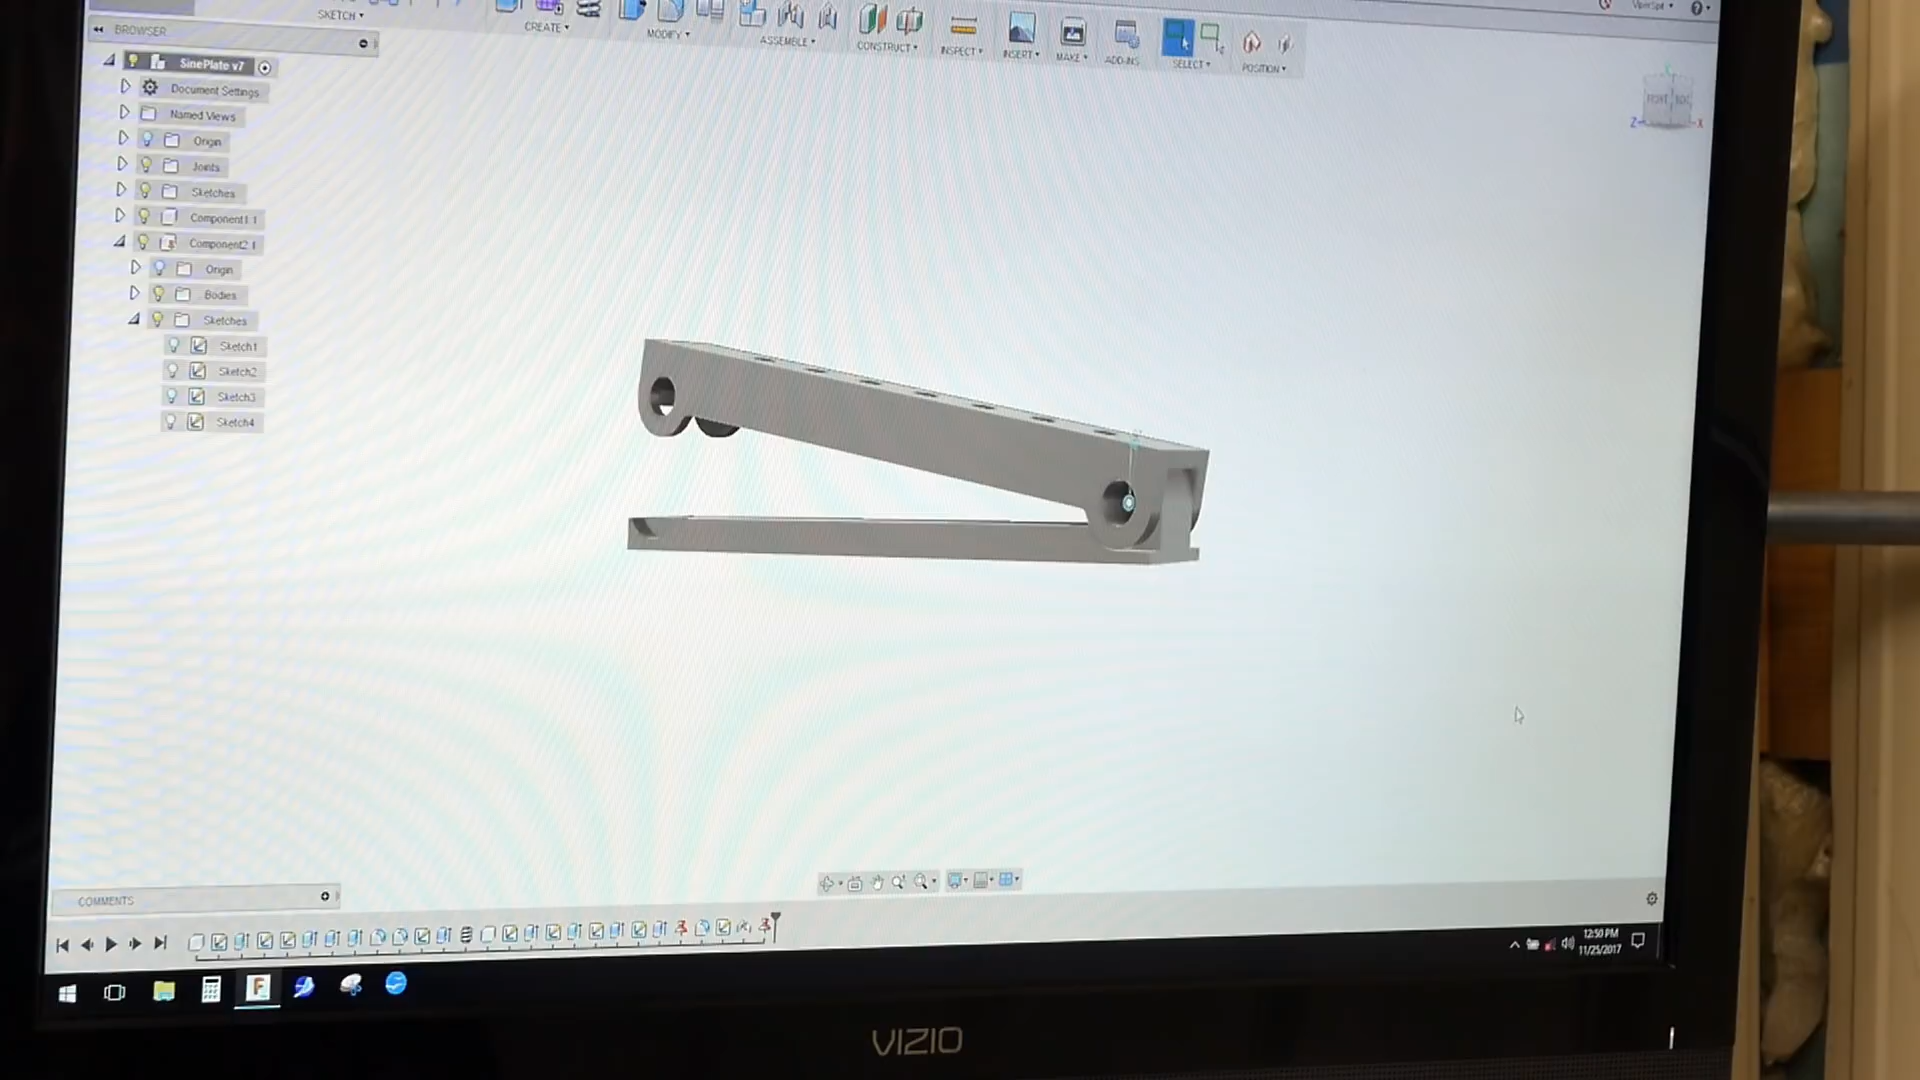 SKETCH
CREATE
MODIFY
ASSEMBLE
CONSTRUCT
INSPECT
INSERT
MAKE
ADD-INS
SELECT
POSITION
BROWSER
SinePlate v7
Document Settings
Named Views
Origin
Joints
Sketches
Component1:1
Component2:1
Origin
Bodies
Sketches
Sketch1
Sketch2
Sketch3
Sketch4
FRONT
Z
X
COMMENTS
12:50 PM
11/25/2017
F
VIZIO